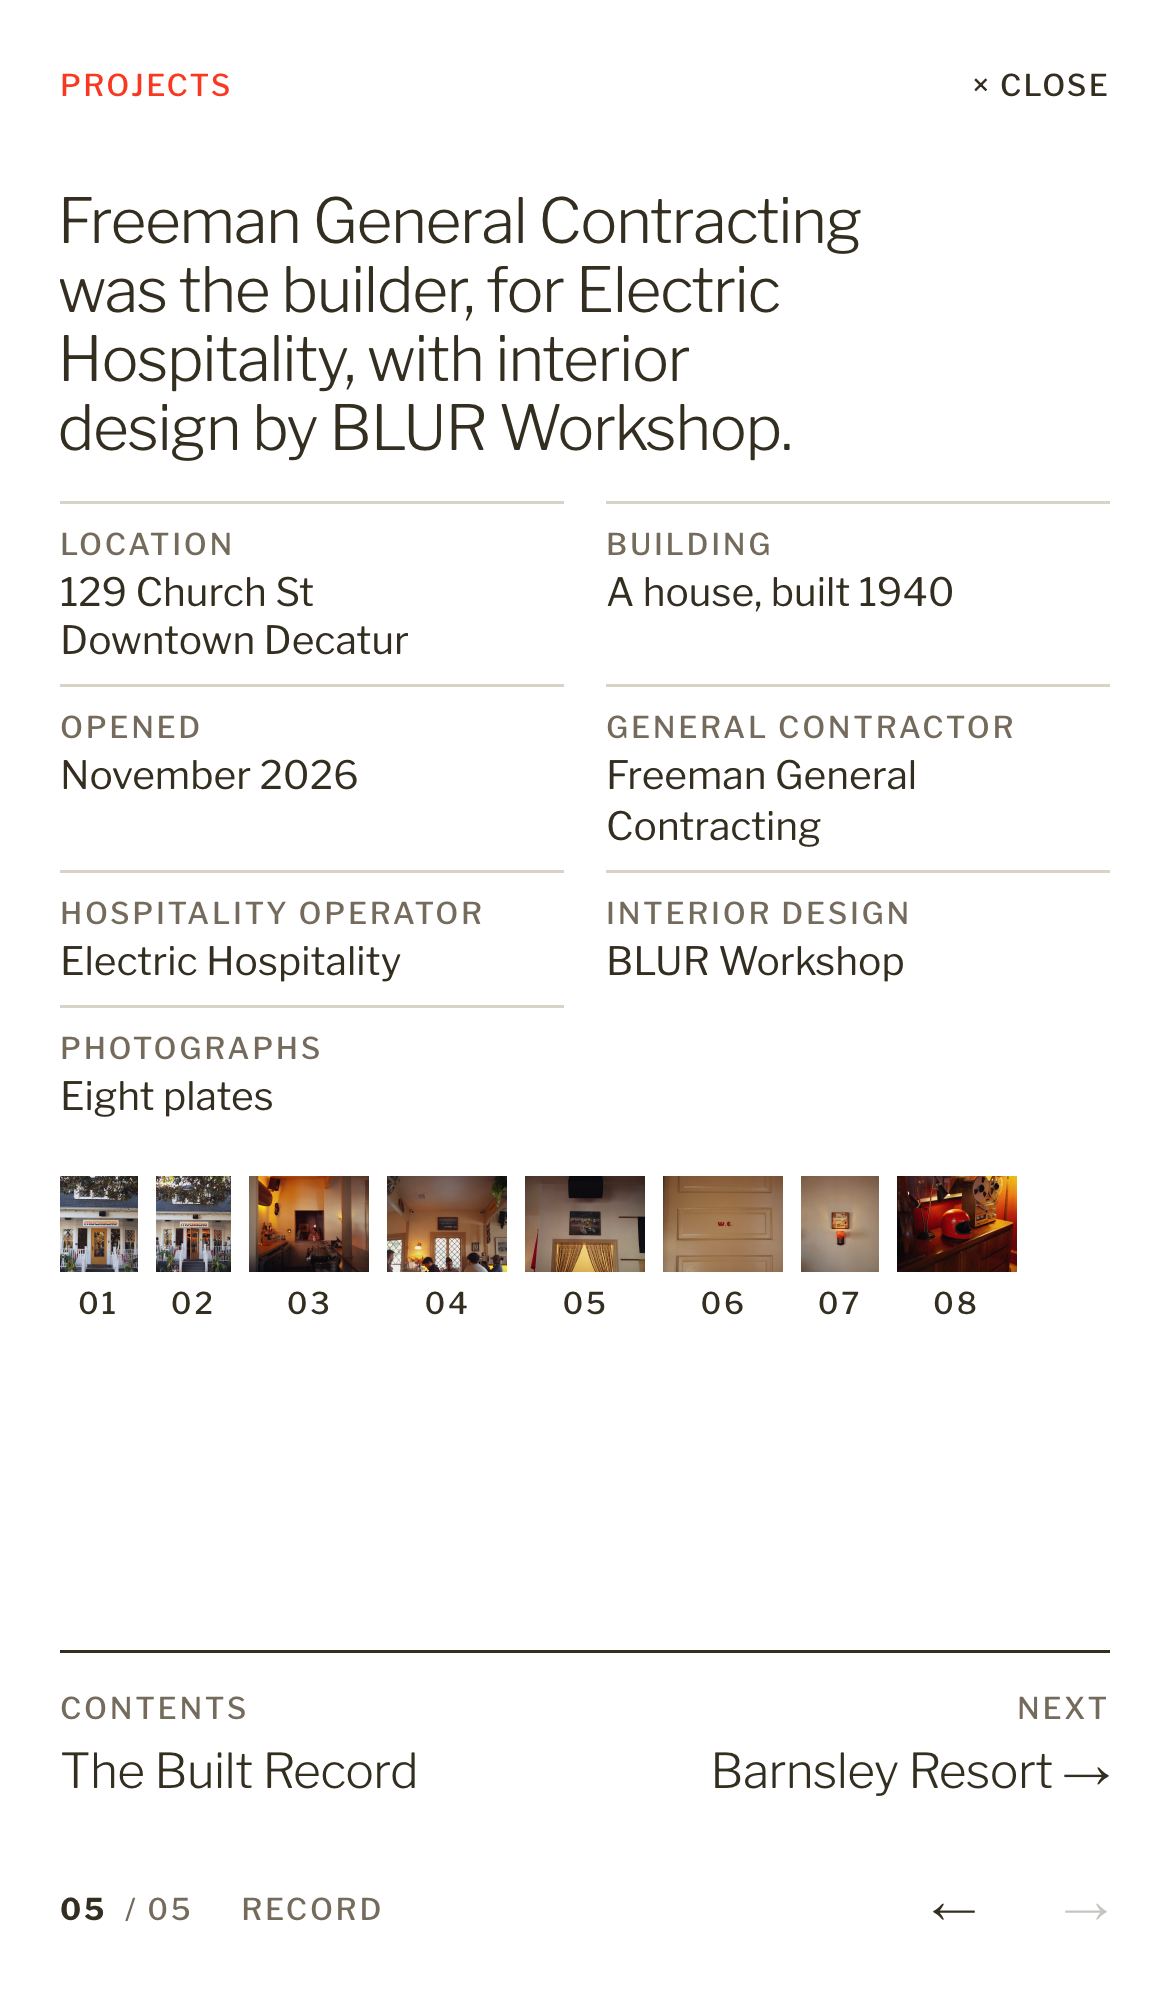 PROJECTS
× CLOSE
Freeman General Contracting
was the builder, for Electric
Hospitality, with interior
design by BLUR Workshop.
LOCATION
129 Church St
Downtown Decatur
BUILDING
A house, built 1940
OPENED
November 2026
GENERAL CONTRACTOR
Freeman General
Contracting
HOSPITALITY OPERATOR
Electric Hospitality
INTERIOR DESIGN
BLUR Workshop
PHOTOGRAPHS
Eight plates
W.C.
01 02 03 04 05 06 07 08
CONTENTS
The Built Record
NEXT
Barnsley Resort →
05 / 05 RECORD
← →